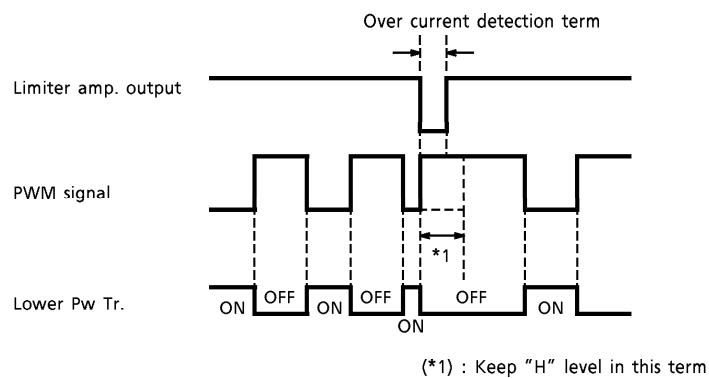 Over current detection term
Limiter amp. output
PWM signal
*1
Lower Pw Tr.
ON OFF ON OFF ON OFF ON
(*1) : Keep "H" level in this term